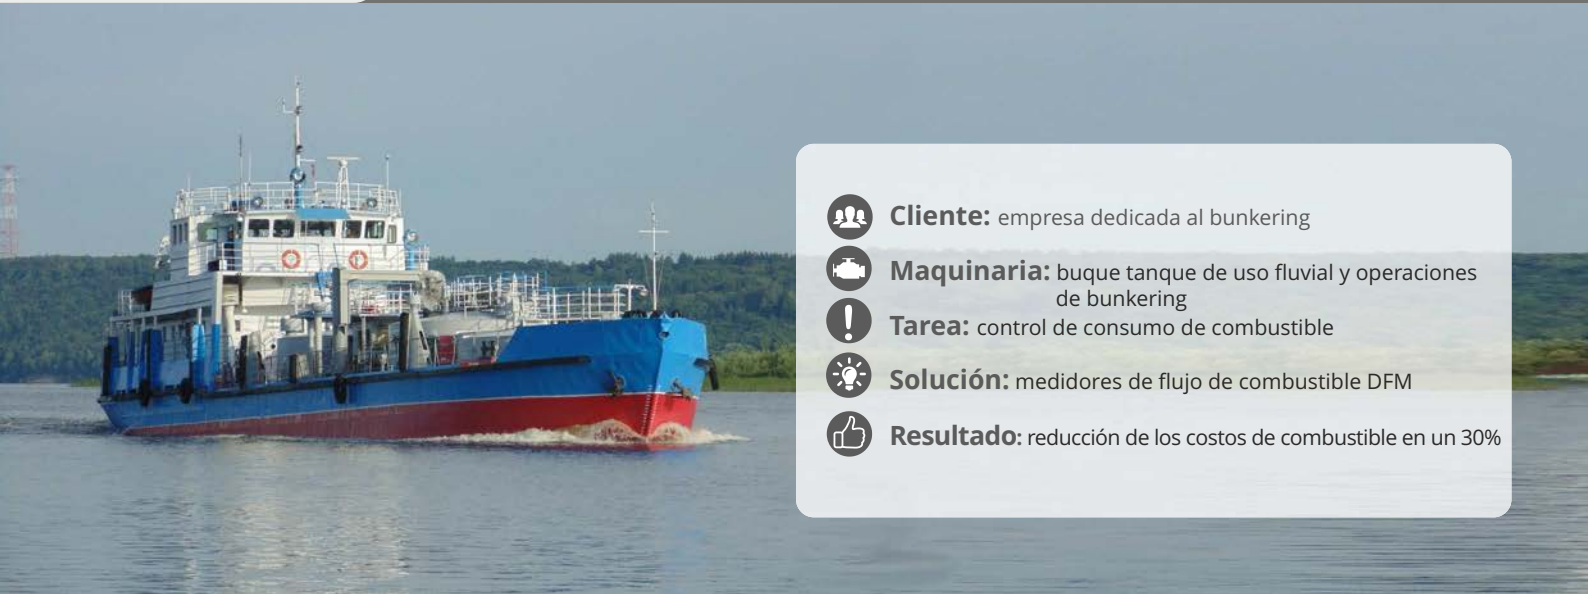 Cliente: empresa dedicada al bunkering
Maquinaria: buque tanque de uso fluvial y operaciones
de bunkering
Tarea: control de consumo de combustible
Solución: medidores de flujo de combustible DFM
Resultado: reducción de los costos de combustible en un 30%